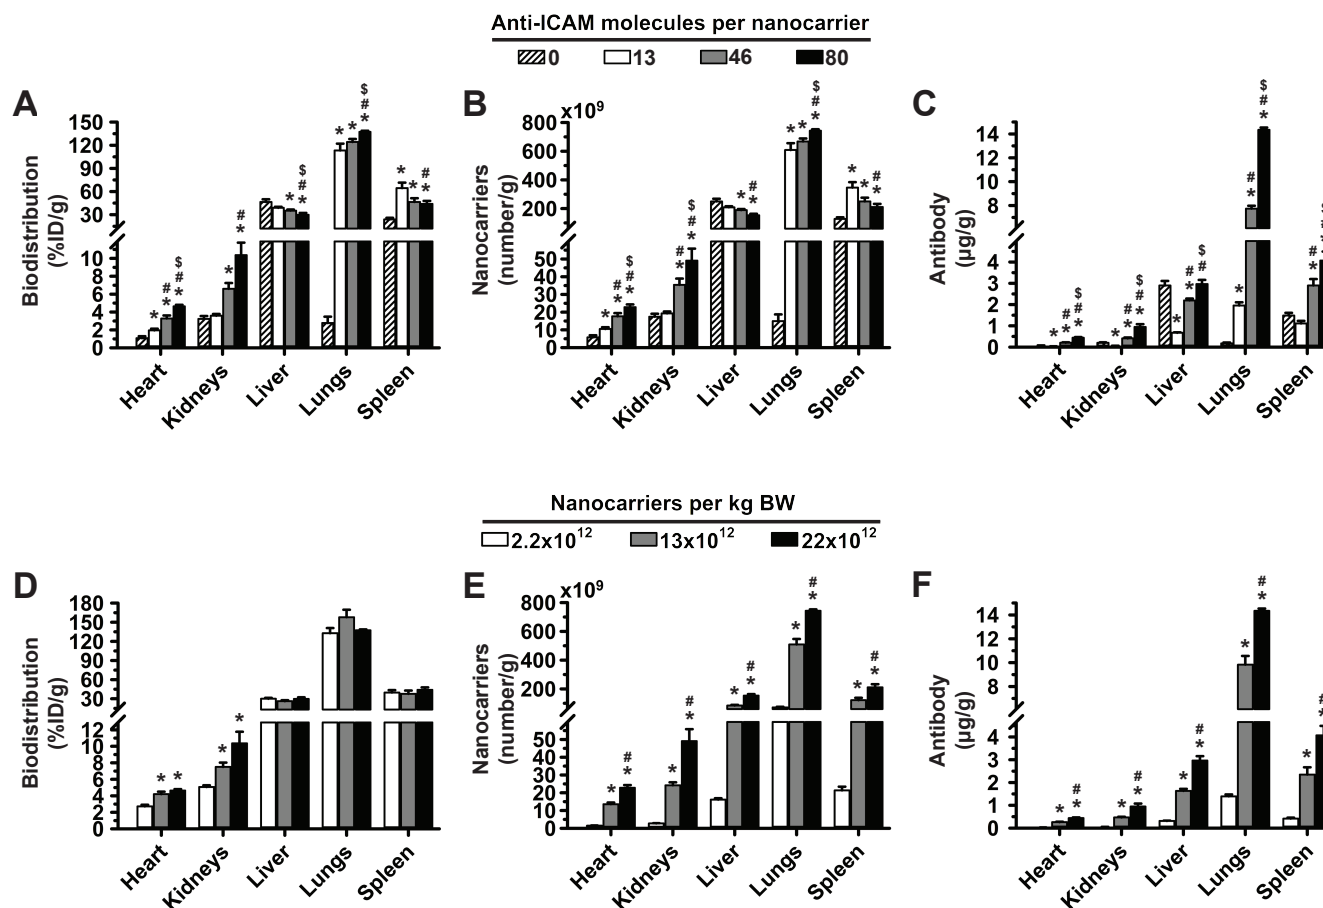 Anti-ICAM molecules per nanocarrier
0 13 46 80
A
Biodistribution
(%ID/g)
150
120
90
60
30
10
8
6
4
2
0
* # * $ # *
* # *
* $ # *
* * $ # *
* * # *
Heart Kidneys Liver Lungs Spleen
B
x10⁹
Nanocarriers
(number/g)
800
600
400
200
50
40
30
20
10
0
* # * $ # *
# * $ # *
* # *
* * $ # *
* * # *
Heart Kidneys Liver Lungs Spleen
C
Antibody
(µg/g)
14
12
10
8
4
3
2
1
0
* # * $ # *
* # * $ # *
* # * $ #
* # * $ # *
# * $ # *
Heart Kidneys Liver Lungs Spleen
Nanocarriers per kg BW
2.2x10¹² 13x10¹² 22x10¹²
D
Biodistribution
(%ID/g)
180
150
120
90
60
30
12
10
8
6
4
2
0
* *
* *
Heart Kidneys Liver Lungs Spleen
E
x10⁹
Nanocarriers
(number/g)
800
600
400
200
50
40
30
20
10
0
* # *
* # *
* # *
* # *
* # *
Heart Kidneys Liver Lungs Spleen
F
Antibody
(µg/g)
14
12
10
8
4
3
2
1
0
* # *
* # *
* # *
* # *
* # *
Heart Kidneys Liver Lungs Spleen